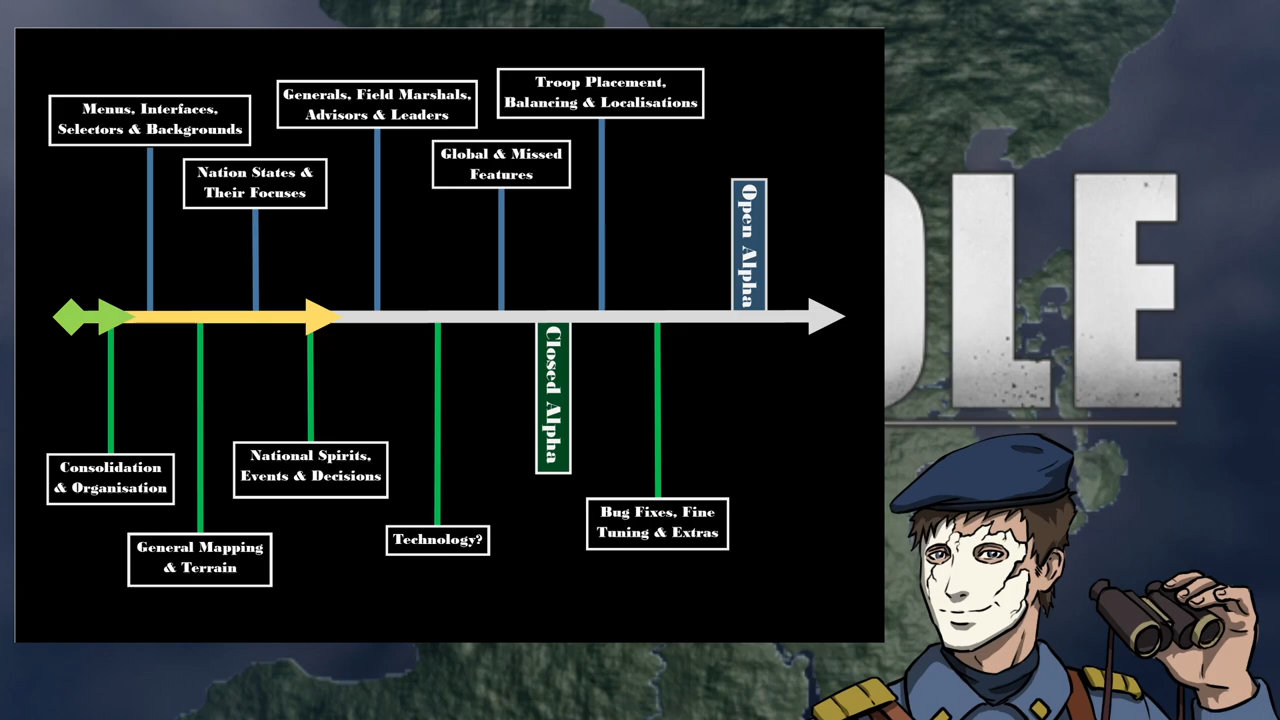 Menus, Interfaces,
Selectors & Backgrounds
Nation States &
Their Focuses
Generals, Field Marshals,
Advisors & Leaders
Global & Missed
Features
Troop Placement,
Balancing & Localisations
Open Alpha
Closed Alpha
Consolidation
& Organisation
General Mapping
& Terrain
National Spirits,
Events & Decisions
Technology?
Bug Fixes, Fine
Tuning & Extras